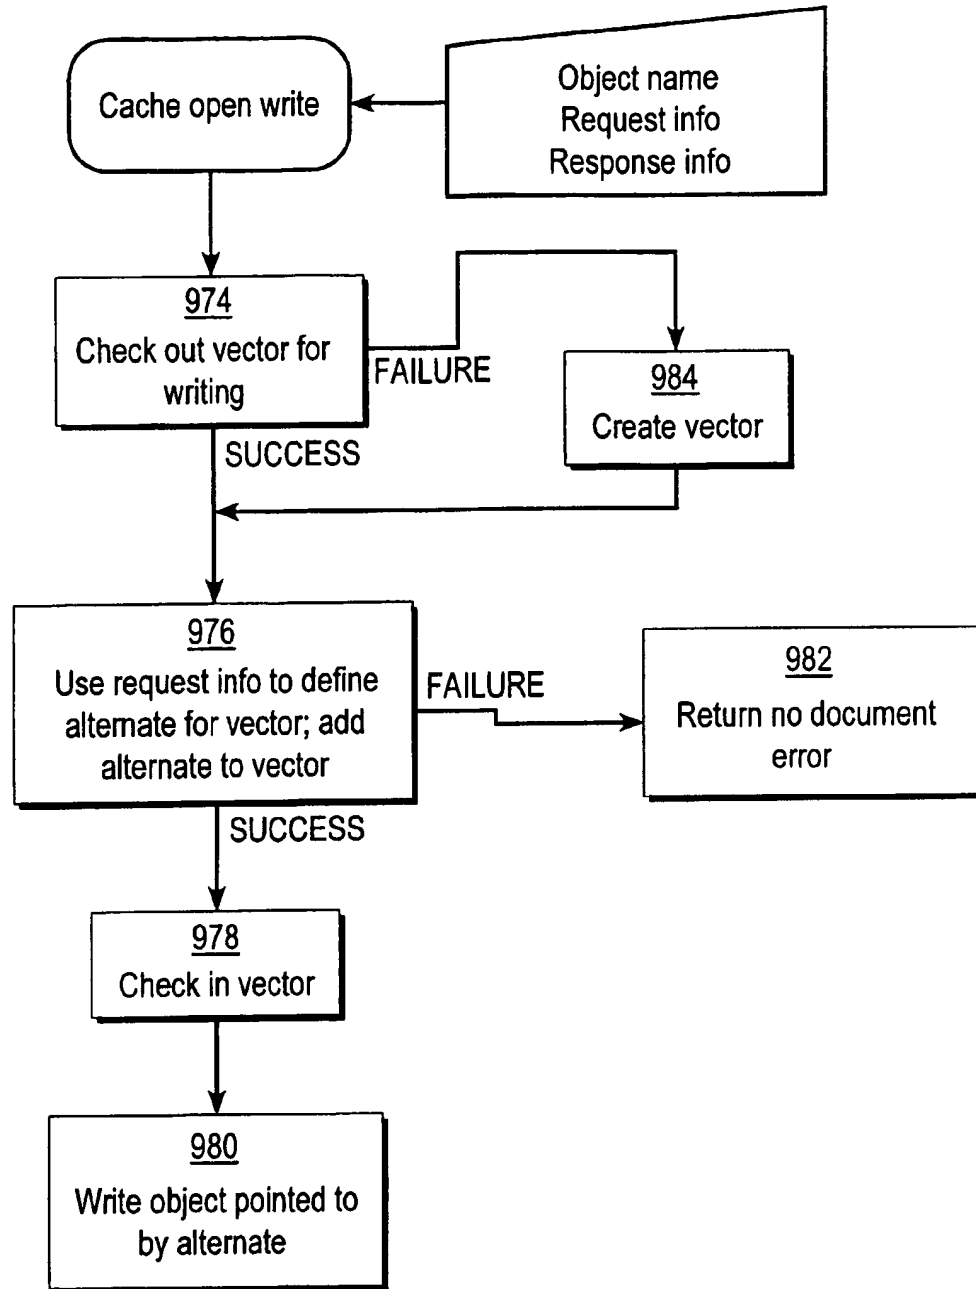 Cache open write
Object name
Request info
Response info
974
Check out vector for
writing
FAILURE
984
Create vector
SUCCESS
976
Use request info to define
alternate for vector; add
alternate to vector
FAILURE
982
Return no document
error
SUCCESS
978
Check in vector
980
Write object pointed to
by alternate